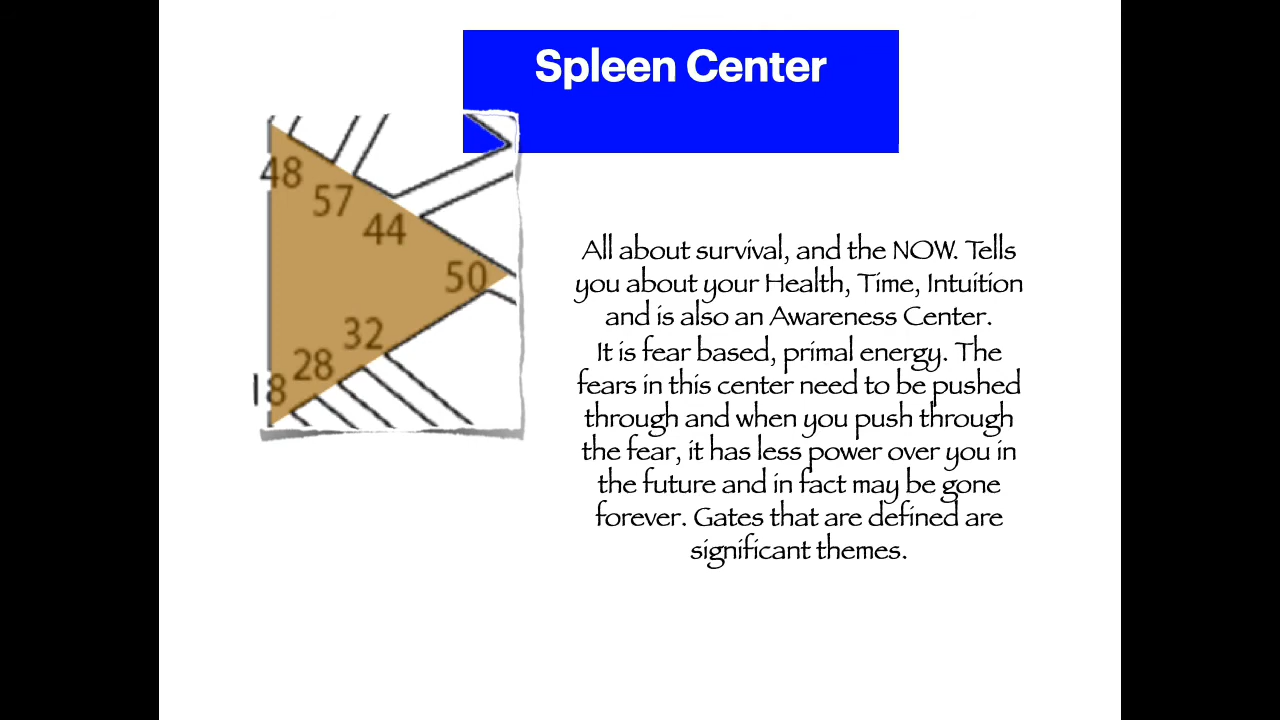 Spleen Center
48
57
44
50
32
28
18
All about survival, and the NOW. Tells
you about your Health, Time, Intuition
and is also an Awareness Center.
It is fear based, primal energy. The
fears in this center need to be pushed
through and when you push through
the fear, it has less power over you in
the future and in fact may be gone
forever. Gates that are defined are
significant themes.